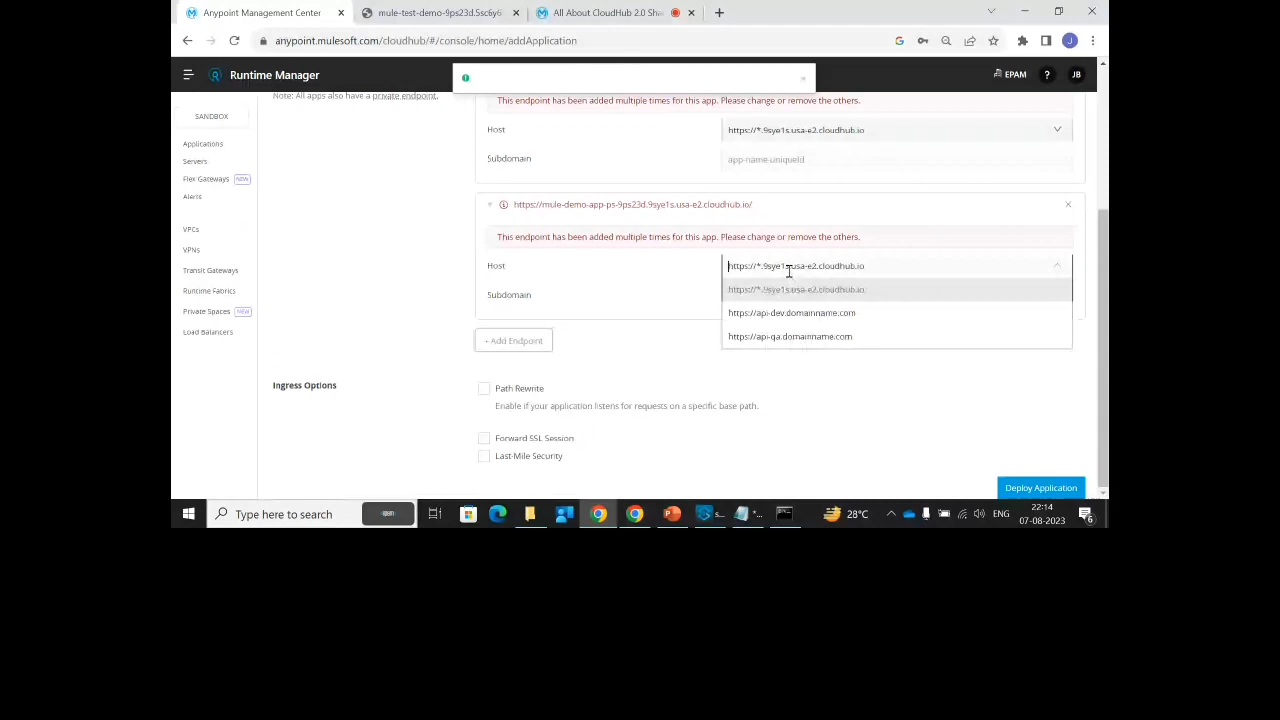 Anypoint Management Center
mule-test-demo-9ps23d.5sc6y6
All About CloudHub 2.0 Sha
anypoint.mulesoft.com/cloudhub/#/console/home/addApplication
J
Runtime Manager
EPAM
?
JB
SANDBOX
Applications
Servers
Flex Gateways NEW
Alerts
VPCs
VPNs
Transit Gateways
Runtime Fabrics
Private Spaces NEW
Load Balancers
Note: All apps also have a private endpoint.
This endpoint has been added multiple times for this app. Please change or remove the others.
Host
https://*.9sye1s.usa-e2.cloudhub.io
Subdomain
app-name-uniqueId
https://mule-demo-app-ps-9ps23d.9sye1s.usa-e2.cloudhub.io/
This endpoint has been added multiple times for this app. Please change or remove the others.
Host
https://*.9sye1s.usa-e2.cloudhub.io
https://*.9sye1s.usa-e2.cloudhub.io
Subdomain
https://api-dev.domainname.com
https://api-qa.domainname.com
+ Add Endpoint
Ingress Options
Path Rewrite
Enable if your application listens for requests on a specific base path.
Forward SSL Session
Last-Mile Security
Deploy Application
Type here to search
28°C
ENG
22:14
07-08-2023
6